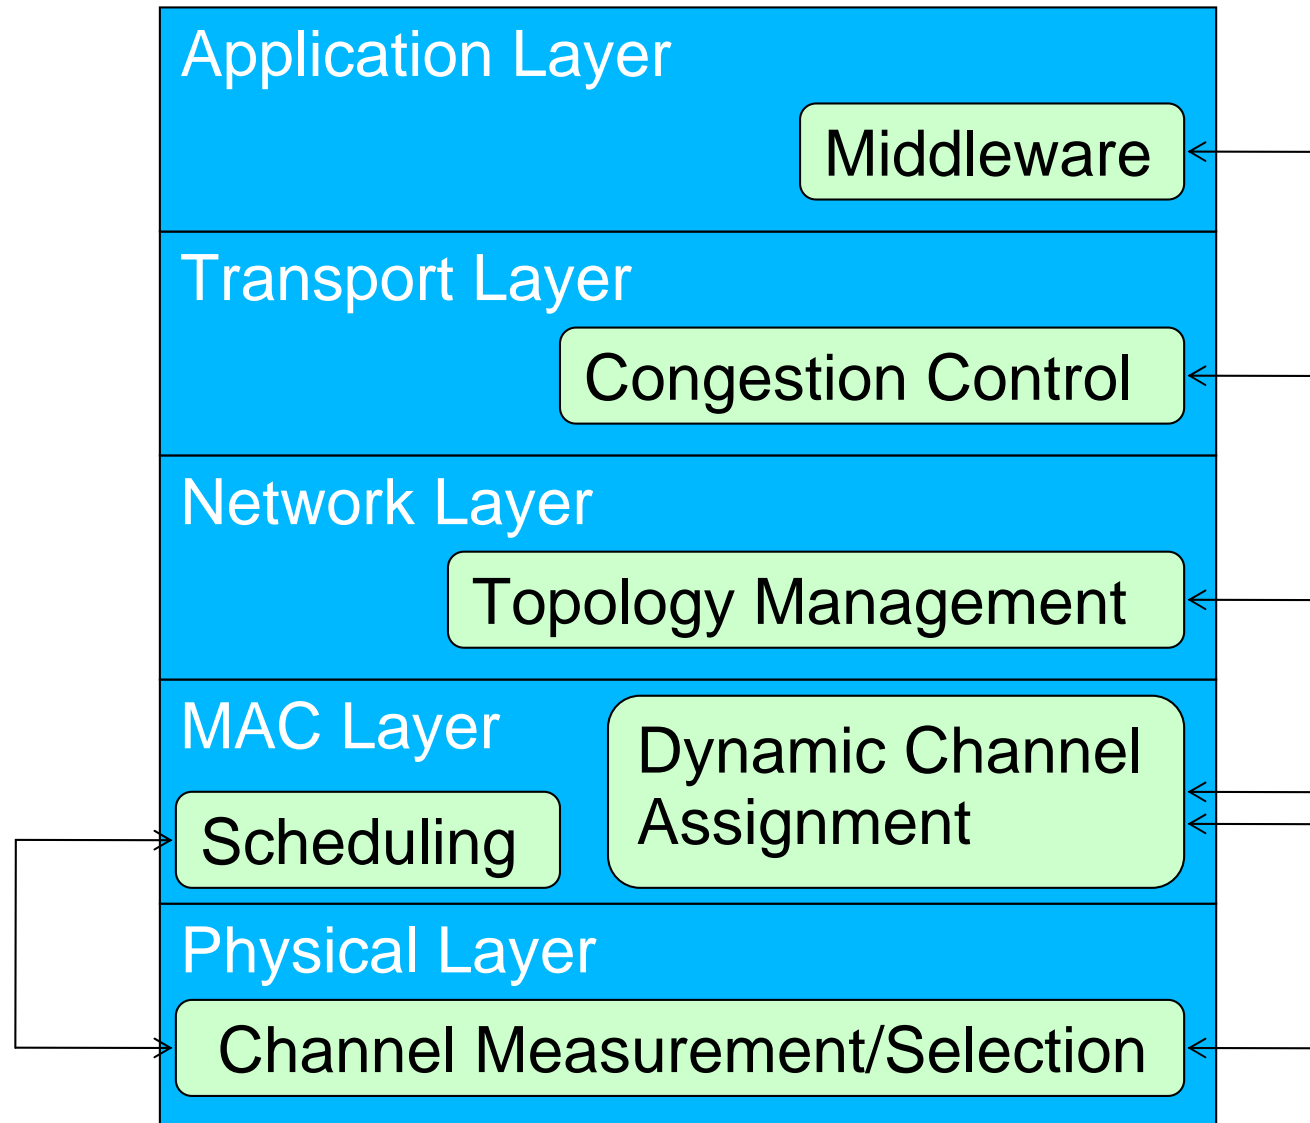 Application Layer
Middleware
Transport Layer
Congestion Control
Network Layer
Topology Management
MAC Layer
Dynamic Channel
Assignment
Scheduling
Physical Layer
Channel Measurement/Selection